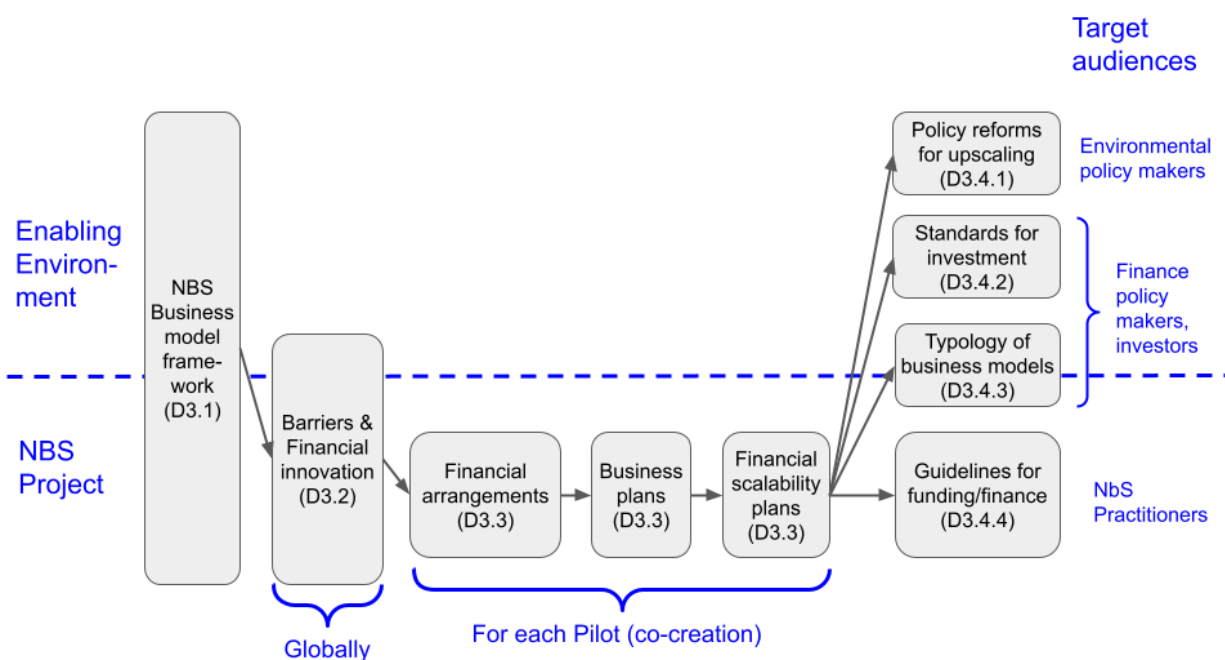 Target
audiences
Enabling
Environ-
ment
NBS
Project
NBS
Business
model
frame-
work
(D3.1)
Barriers &
Financial
innovation
(D3.2)
Globally
Financial
arrangements
(D3.3)
Business
plans
(D3.3)
Financial
scalability
plans
(D3.3)
For each Pilot (co-creation)
Policy reforms
for upscaling
(D3.4.1)
Environmental
policy makers
Standards for
investment
(D3.4.2)
Typology of
business models
(D3.4.3)
Finance
policy
makers,
investors
Guidelines for
funding/finance
(D3.4.4)
NbS
Practitioners